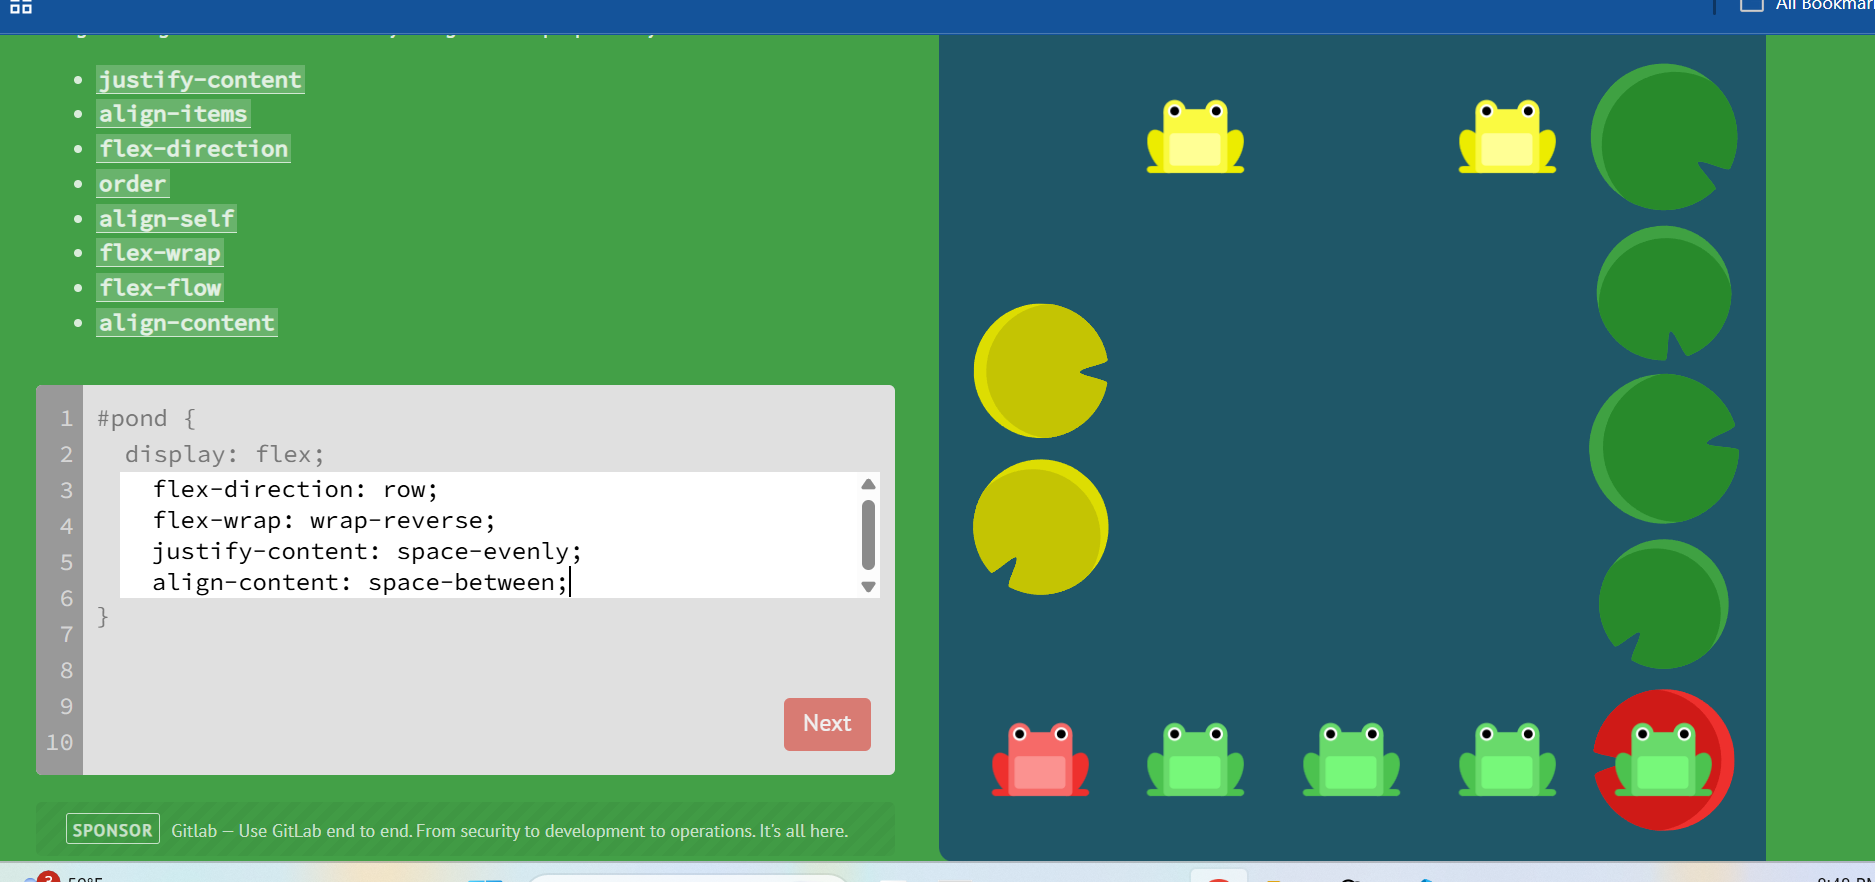 All Bookmar
justify-content
align-items
flex-direction
order
align-self
flex-wrap
flex-flow
align-content
1 #pond {
2 display: flex;
3 flex-direction: row;
4 flex-wrap: wrap-reverse;
5 justify-content: space-evenly;
6 align-content: space-between;
}
7
8
9
10
Next
SPONSOR Gitlab — Use GitLab end to end. From security to development to operations. It's all here.
3